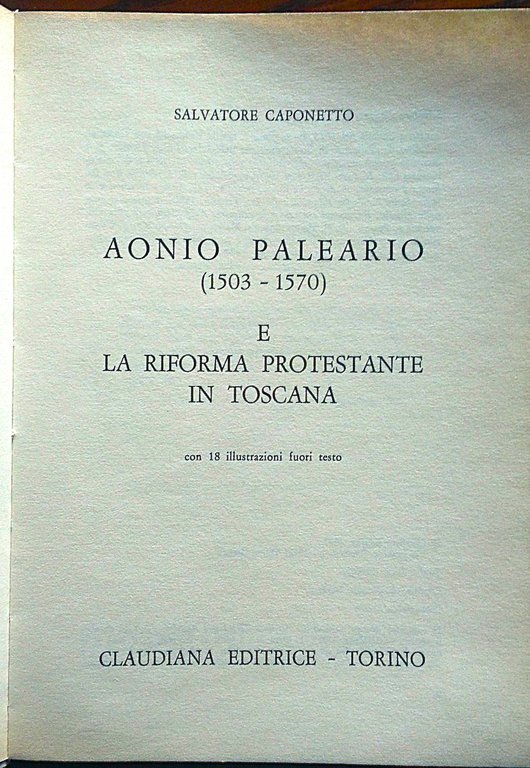 SALVATORE CAPONETTO
AONIO PALEARIO
(1503 - 1570)
E
LA RIFORMA PROTESTANTE
IN TOSCANA
con 18 illustrazioni fuori testo
CLAUDIANA EDITRICE - TORINO